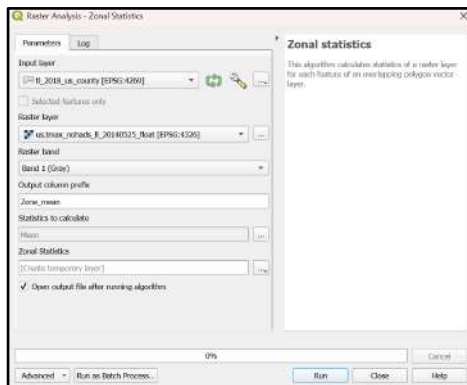 Raster Analysis - Zonal Statistics
Parameters Log
Input layer
tl_2018_us_county [EPSG:4269]
Selected features only
Raster layer
us.tmax_nohads_ll_20140525_float [EPSG:4326]
Raster band
Band 1 (Gray)
Output column prefix
Zone_mean
Statistics to calculate
Mean
Zonal Statistics
[Create temporary layer]
Open output file after running algorithm
Zonal statistics
This algorithm calculates statistics of a raster layer
for each feature of an overlapping polygon vector
layer.
0%
Cancel
Advanced Run as Batch Process... Run Close Help